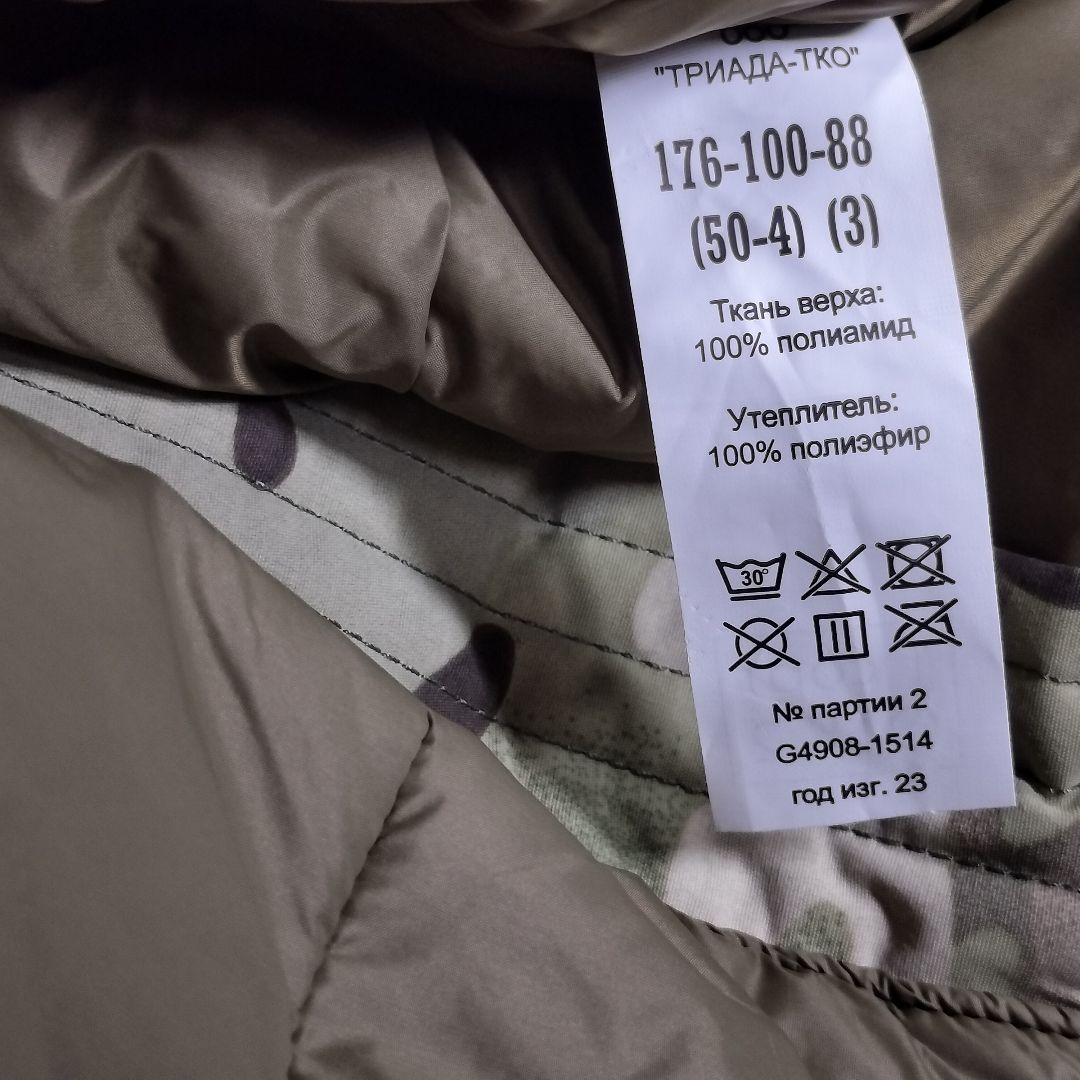 ООО
"ТРИАДА-ТКО"
176-100-88
(50-4) (3)
Ткань верха:
100% полиамид
Утеплитель:
100% полиэфир
30°
№ партии 2
G4908-1514
год изг. 23